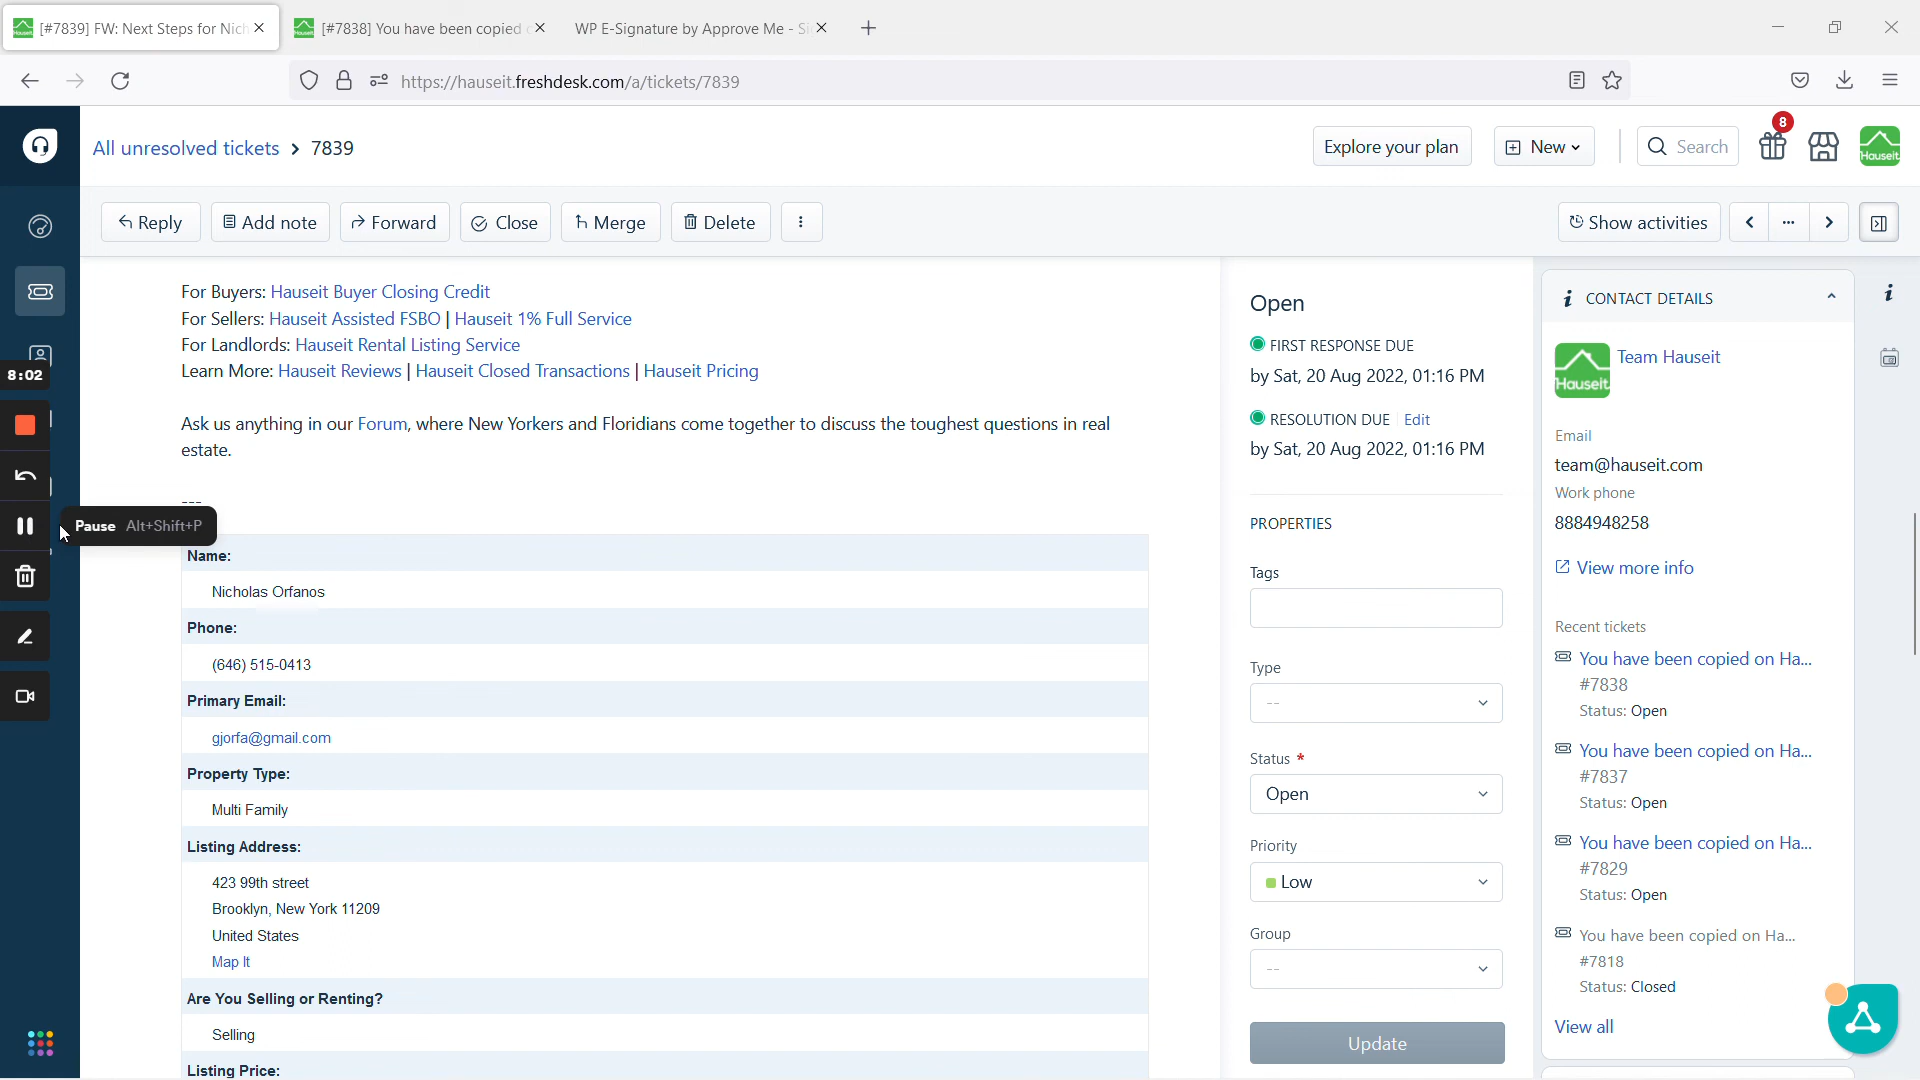 [#7839] FW: Next Steps for Nich
[#7838] You have been copied
WP E-Signature by Approve Me - Si
https://hauseit.freshdesk.com/a/tickets/7839
All unresolved tickets > 7839
Explore your plan
New
Search
8
Hauseit
Reply
Add note
Forward
Close
Merge
Delete
Show activities
For Buyers: Hauseit Buyer Closing Credit
For Sellers: Hauseit Assisted FSBO | Hauseit 1% Full Service
For Landlords: Hauseit Rental Listing Service
Learn More: Hauseit Reviews | Hauseit Closed Transactions | Hauseit Pricing
Ask us anything in our Forum, where New Yorkers and Floridians come together to discuss the toughest questions in real
estate.
---
8:02
Pause Alt+Shift+P
Name:
Nicholas Orfanos
Phone:
(646) 515-0413
Primary Email:
gjorfa@gmail.com
Property Type:
Multi Family
Listing Address:
423 99th street
Brooklyn, New York 11209
United States
Map It
Are You Selling or Renting?
Selling
Listing Price:
Open
FIRST RESPONSE DUE
by Sat, 20 Aug 2022, 01:16 PM
RESOLUTION DUE Edit
by Sat, 20 Aug 2022, 01:16 PM
PROPERTIES
Tags
Type
--
Status *
Open
Priority
Low
Group
--
Update
CONTACT DETAILS
Hauseit
Team Hauseit
Email
team@hauseit.com
Work phone
8884948258
View more info
Recent tickets
You have been copied on Ha...
#7838
Status: Open
You have been copied on Ha...
#7837
Status: Open
You have been copied on Ha...
#7829
Status: Open
You have been copied on Ha...
#7818
Status: Closed
View all